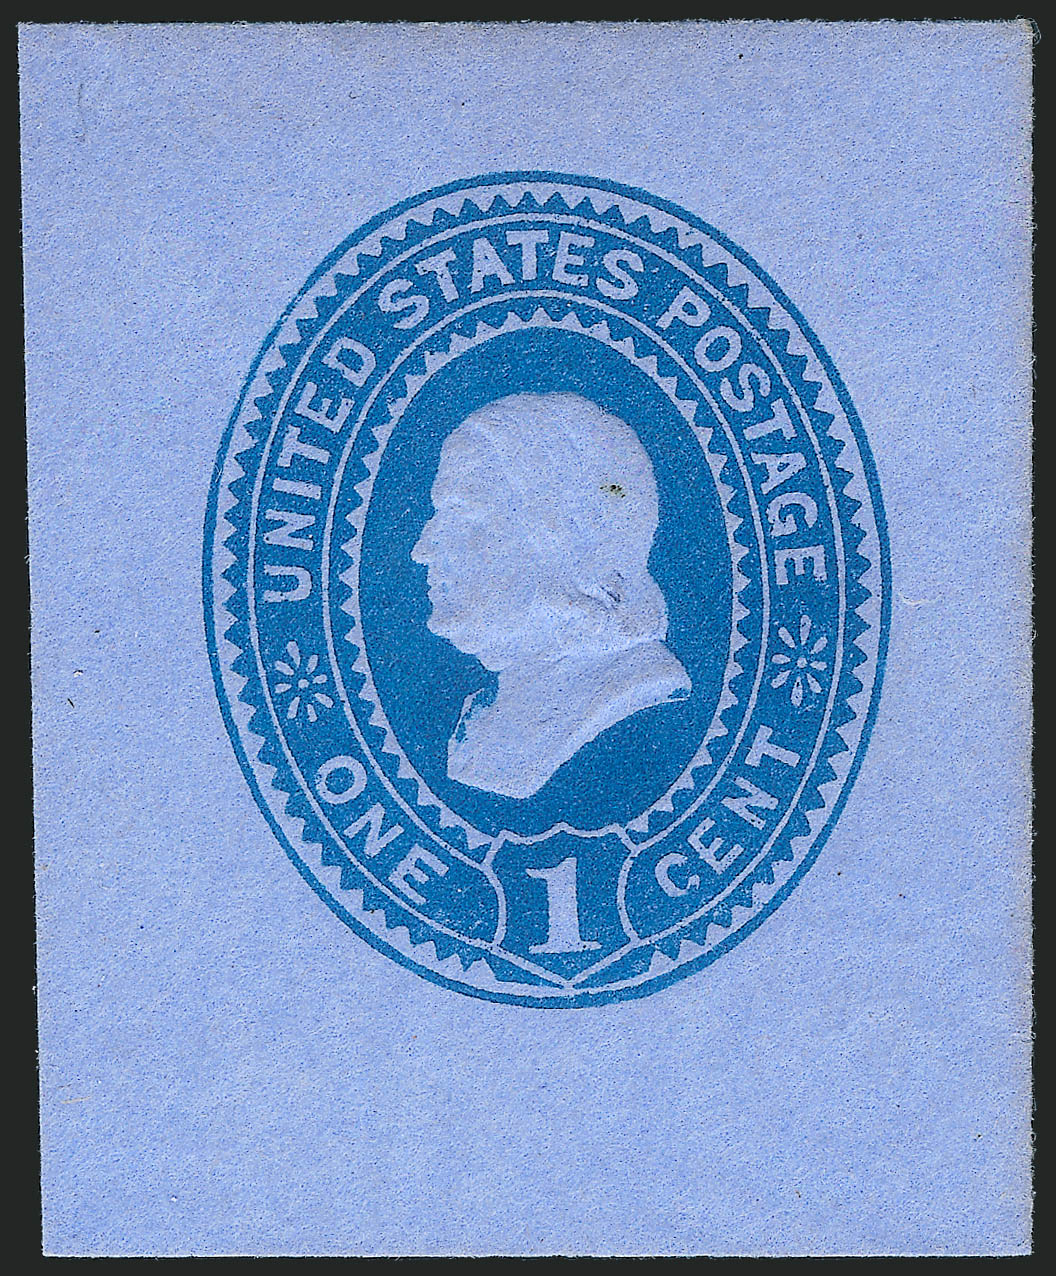 UNITED STATES POSTAGE
ONE CENT
1